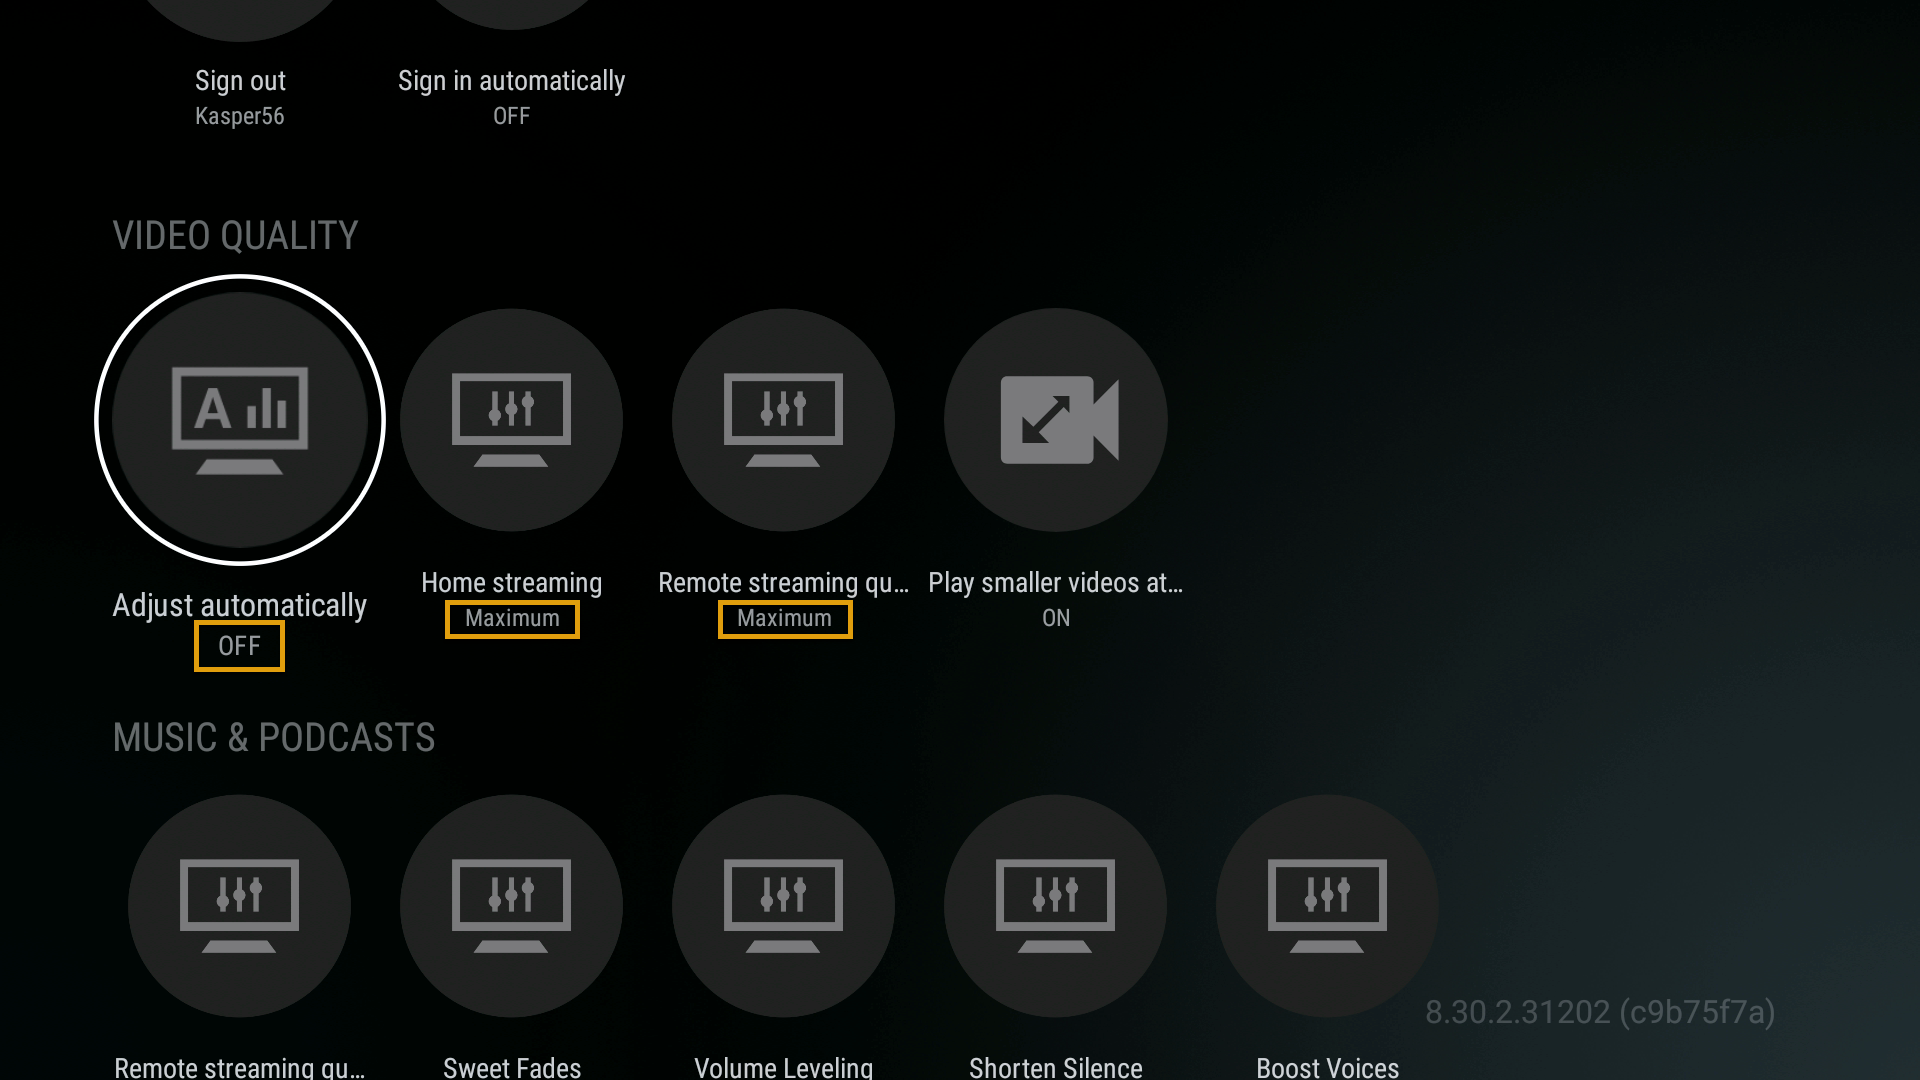 Sign out
Sign in automatically
Kasper56
OFF
VIDEO QUALITY
A
Adjust automatically
Home streaming
Remote streaming qu...
Play smaller videos at...
OFF
Maximum
Maximum
ON
MUSIC & PODCASTS
8.30.2.31202 (c9b75f7a)
Remote streaming qu...
Sweet Fades
Volume Leveling
Shorten Silence
Boost Voices